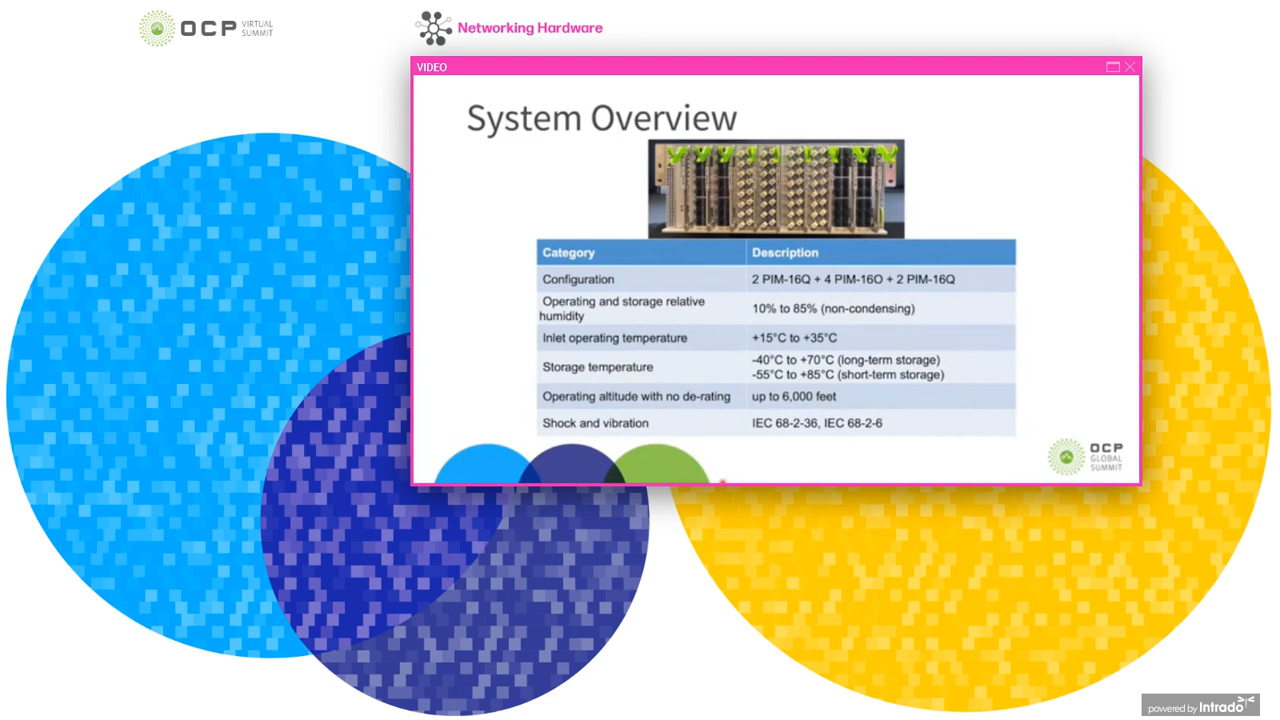 OCP VIRTUAL SUMMIT
Networking Hardware
VIDEO
System Overview
Category Description
Configuration 2 PIM-16Q + 4 PIM-16O + 2 PIM-16Q
Operating and storage relative humidity 10% to 85% (non-condensing)
Inlet operating temperature +15°C to +35°C
Storage temperature -40°C to +70°C (long-term storage)
-55°C to +85°C (short-term storage)
Operating altitude with no de-rating up to 6,000 feet
Shock and vibration IEC 68-2-36, IEC 68-2-6
OCP GLOBAL SUMMIT
powered by Intrado